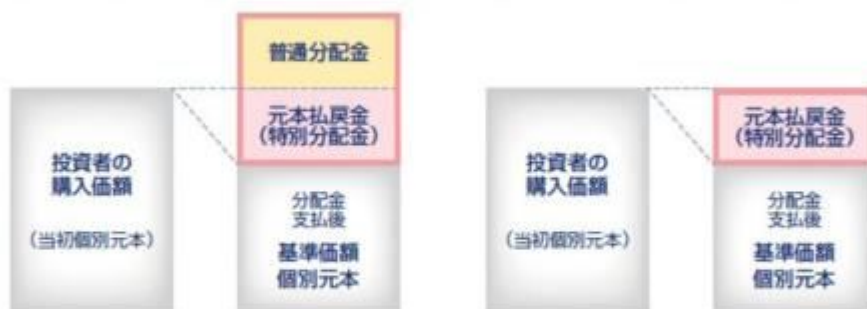 普通分配金
元本払戻金
(特別分配金)
投資者の
購入価額
(当初個別元本)
分配金
支払後
基準価額
個別元本
元本払戻金
(特別分配金)
投資者の
購入価額
(当初個別元本)
分配金
支払後
基準価額
個別元本